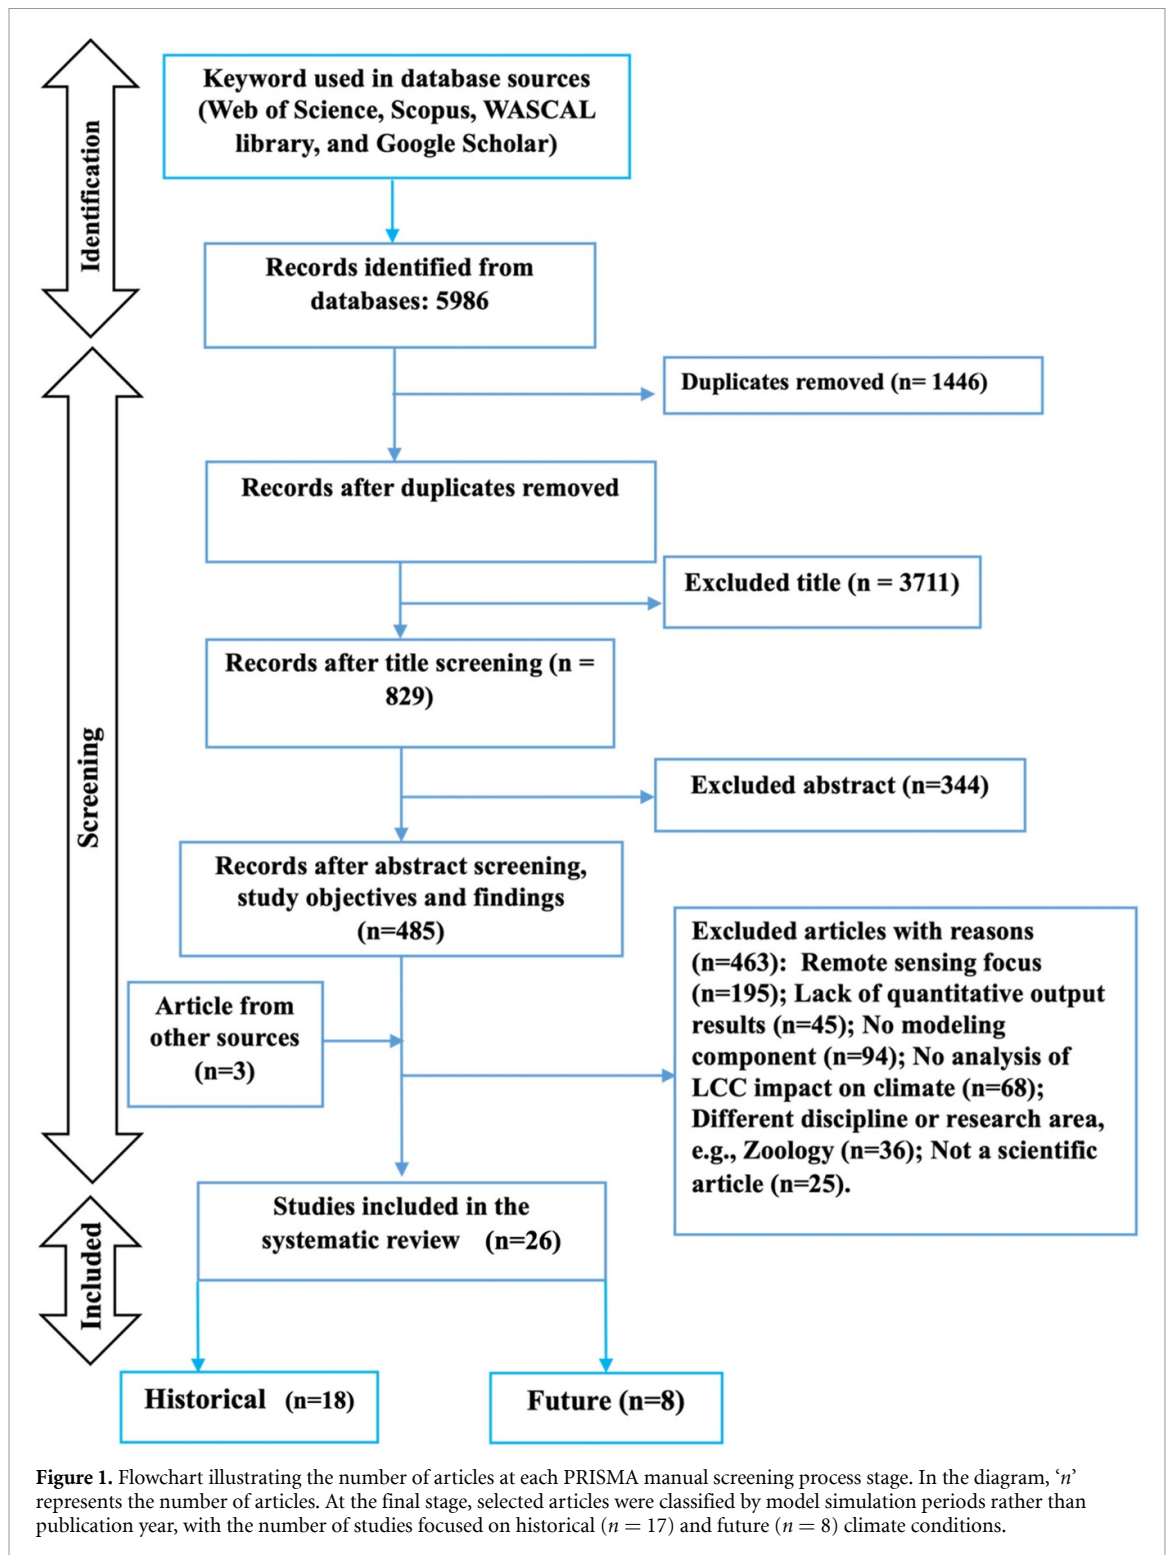 Identification
Keyword used in database sources
(Web of Science, Scopus, WASCAL
library, and Google Scholar)
Records identified from
databases: 5986
Screening
Duplicates removed (n= 1446)
Records after duplicates removed
Excluded title (n = 3711)
Records after title screening (n =
829)
Excluded abstract (n=344)
Records after abstract screening,
study objectives and findings
(n=485)
Article from
other sources
(n=3)
Excluded articles with reasons
(n=463): Remote sensing focus
(n=195); Lack of quantitative output
results (n=45); No modeling
component (n=94); No analysis of
LCC impact on climate (n=68);
Different discipline or research area,
e.g., Zoology (n=36); Not a scientific
article (n=25).
Included
Studies included in the
systematic review (n=26)
Historical (n=18)
Future (n=8)
Figure 1. Flowchart illustrating the number of articles at each PRISMA manual screening process stage. In the diagram, ‘n’
represents the number of articles. At the final stage, selected articles were classified by model simulation periods rather than
publication year, with the number of studies focused on historical (n = 17) and future (n = 8) climate conditions.